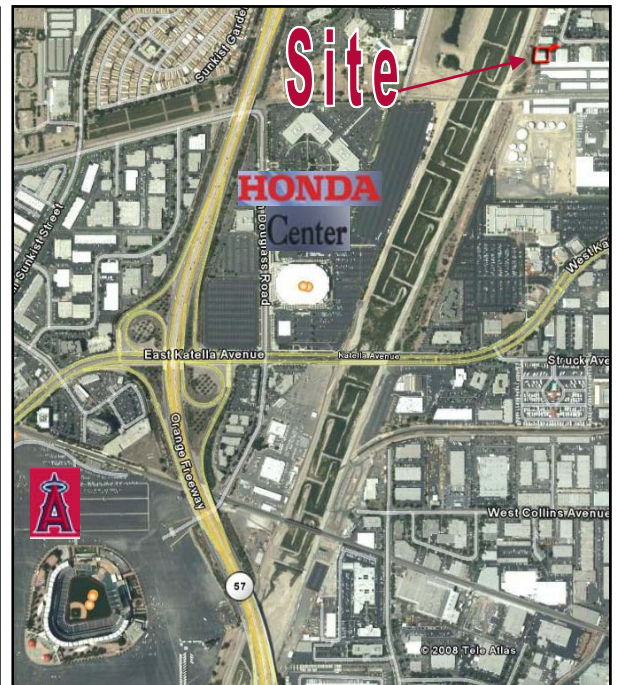 Sunkist Garde
Site
HONDA
Center
n Sunkist Street
n Douglass Road
West Ka
East Katella Avenue
Katella Avenue
Struck Ave
Orange Freeway
A
West Collins Avenue
57
© 2008 Tele Atlas